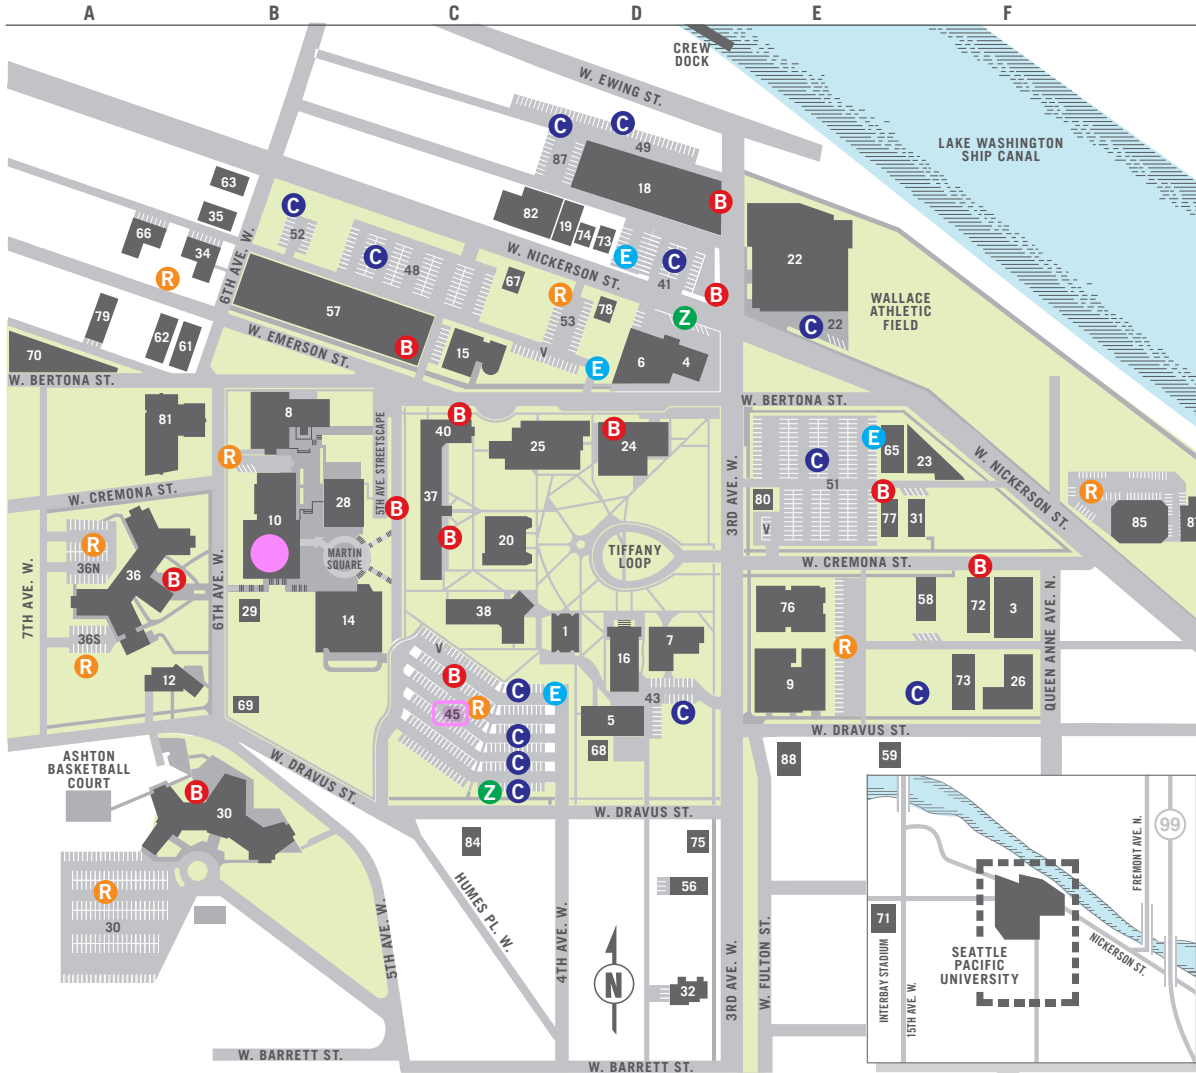 A B C D E F
CREW
DOCK
W. EWING ST.
LAKE WASHINGTON
SHIP CANAL
C
C
49
87
18
B
63
35
C
52
66
34
R
6TH AVE. W.
C
48
82
19
74
73
E
C
41
B
W. NICKERSON ST.
67
R
53
78
Z
22
C
22
WALLACE
ATHLETIC
FIELD
79
62
61
70
57
B
W. EMERSON ST.
15
V
E
6
4
W. BERTONA ST.
W. BERTONA ST.
81
8
R
5TH AVE. STREETSCAPE
B
40
25
B
24
3RD AVE. W.
C
51
E
65
23
W. NICKERSON ST.
W. CREMONA ST.
28
37
B
10
B
20
80
V
B
77
31
R
85
87
R
36N
36
B
7TH AVE. W.
6TH AVE. W.
MARTIN
SQUARE
TIFFANY
LOOP
W. CREMONA ST.
B
29
14
38
1
16
7
76
58
72
3
36S
R
12
V
B
R
45
C
E
43
C
5
9
R
C
73
26
QUEEN ANNE AVE. N.
69
68
C
C
Z
C
W. DRAVUS ST.
88
59
ASHTON
BASKETBALL
COURT
W. DRAVUS ST.
W. DRAVUS ST.
B
30
84
75
R
30
HUMES PL. W.
56
5TH AVE. W.
4TH AVE. W.
N
32
3RD AVE. W.
W. FULTON ST.
W. BARRETT ST.
W. BARRETT ST.
99
FREMONT AVE. N.
71
INTERBAY STADIUM
15TH AVE. W.
SEATTLE
PACIFIC
UNIVERSITY
NICKERSON ST.